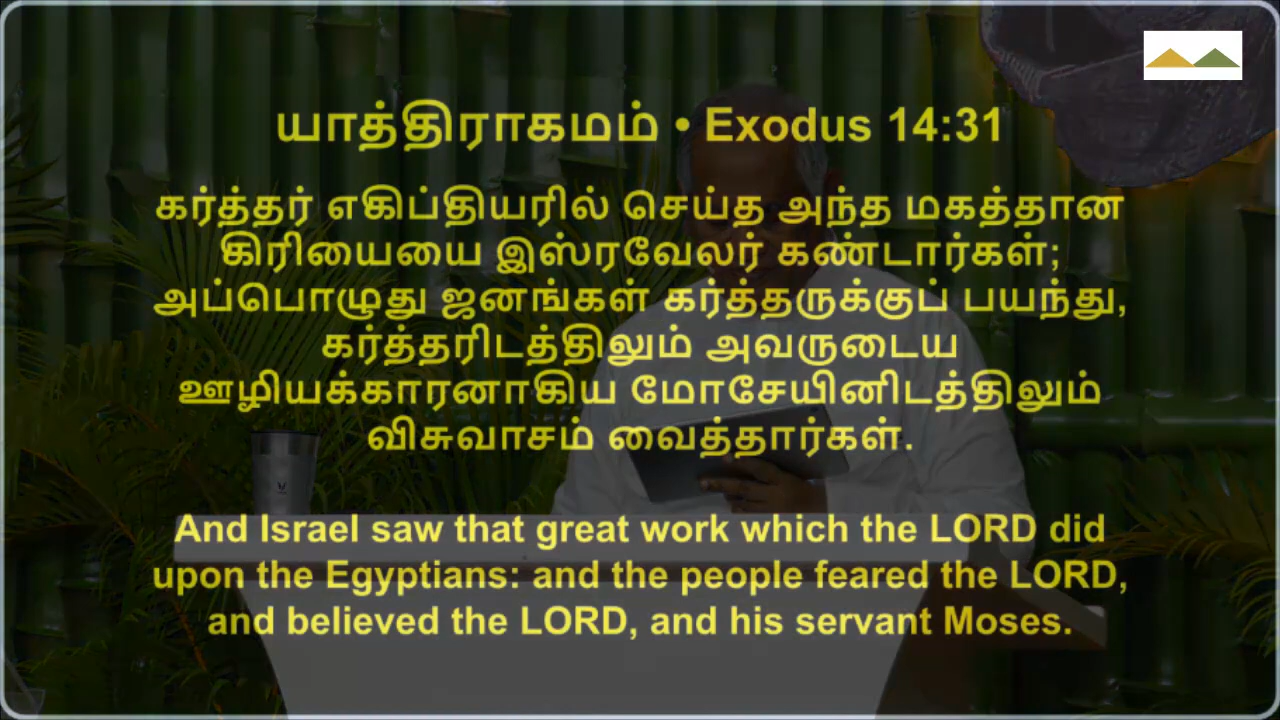 யாத்திராகமம் • Exodus 14:31
கர்த்தர் எகிப்தியரில் செய்த அந்த மகத்தான
கிரியையை இஸ்ரவேலர் கண்டார்கள்;
அப்பொழுது ஜனங்கள் கர்த்தருக்குப் பயந்து,
கர்த்தரிடத்திலும் அவருடைய
ஊழியக்காரனாகிய மோசேயினிடத்திலும்
விசுவாசம் வைத்தார்கள்.
And Israel saw that great work which the LORD did
upon the Egyptians: and the people feared the LORD,
and believed the LORD, and his servant Moses.